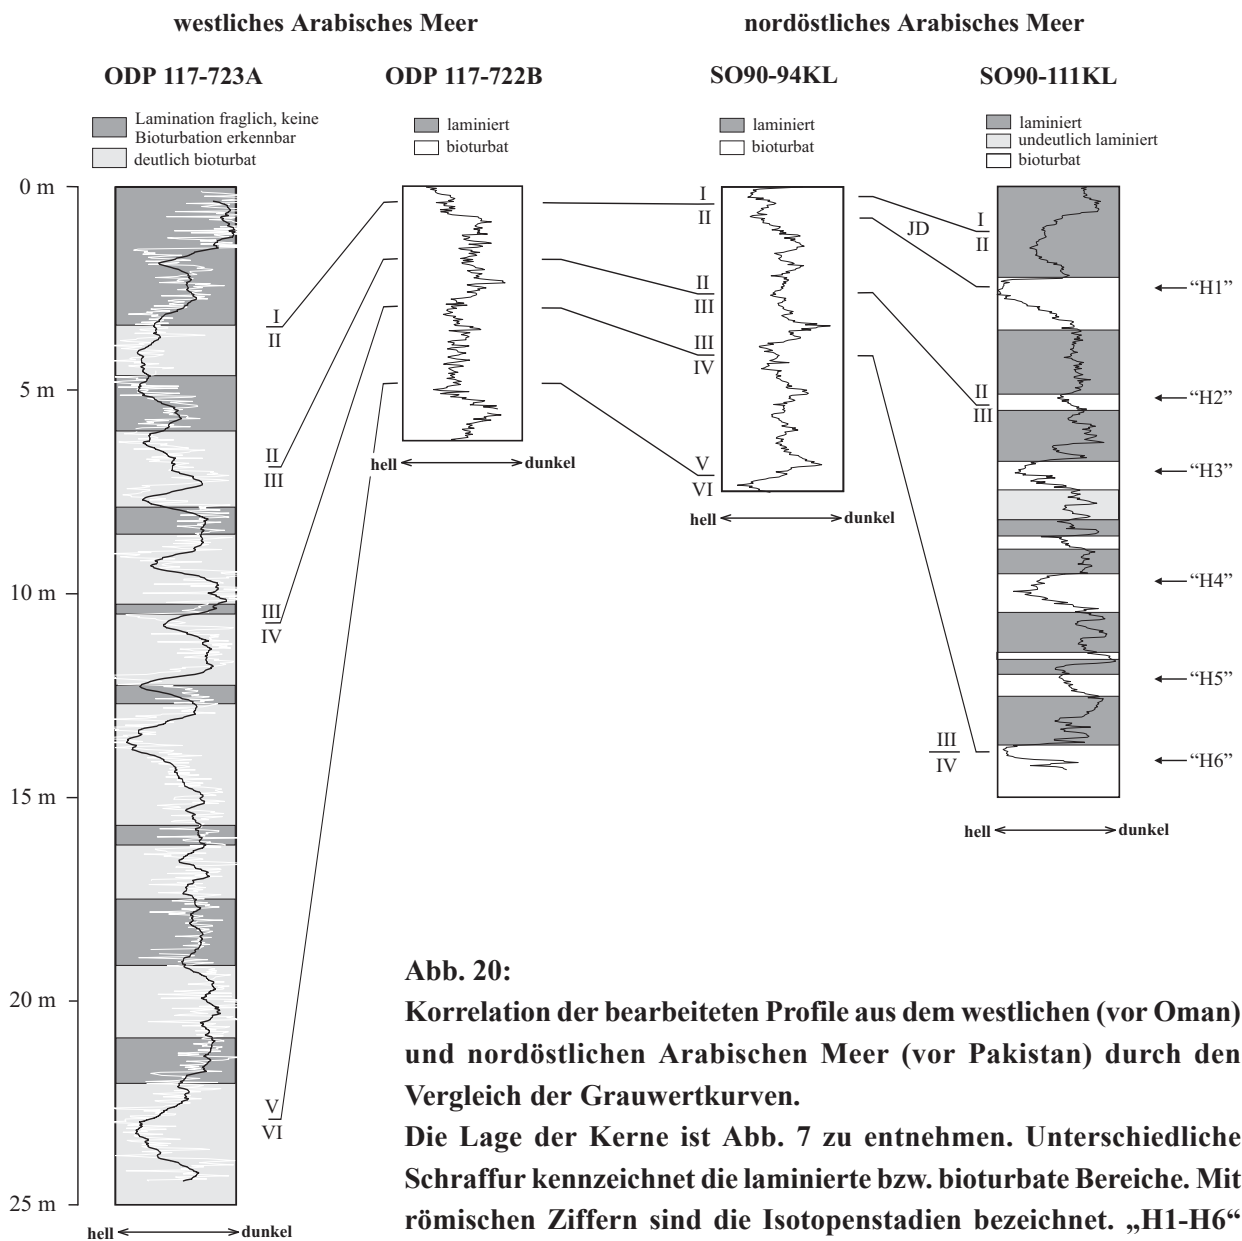 westliches Arabisches Meer
nordöstliches Arabisches Meer
ODP 117-723A
ODP 117-722B
SO90-94KL
SO90-111KL
Lamination fraglich, keine
Bioturbation erkennbar
deutlich bioturbat
laminiert
bioturbat
laminiert
bioturbat
laminiert
undeutlich laminiert
bioturbat
0 m
5 m
10 m
15 m
20 m
25 m
I
II
II
III
III
IV
V
VI
hell
dunkel
hell
dunkel
I
II
II
III
III
IV
V
VI
hell
dunkel
JD
I
II
II
III
III
IV
“H1”
“H2”
“H3”
“H4”
“H5”
“H6”
hell
dunkel
Abb. 20:
Korrelation der bearbeiteten Profile aus dem westlichen (vor Oman)
und nordöstlichen Arabischen Meer (vor Pakistan) durch den
Vergleich der Grauwertkurven.
Die Lage der Kerne ist Abb. 7 zu entnehmen. Unterschiedliche
Schraffur kennzeichnet die laminierte bzw. bioturbate Bereiche. Mit
römischen Ziffern sind die Isotopenstadien bezeichnet. „H1-H6“